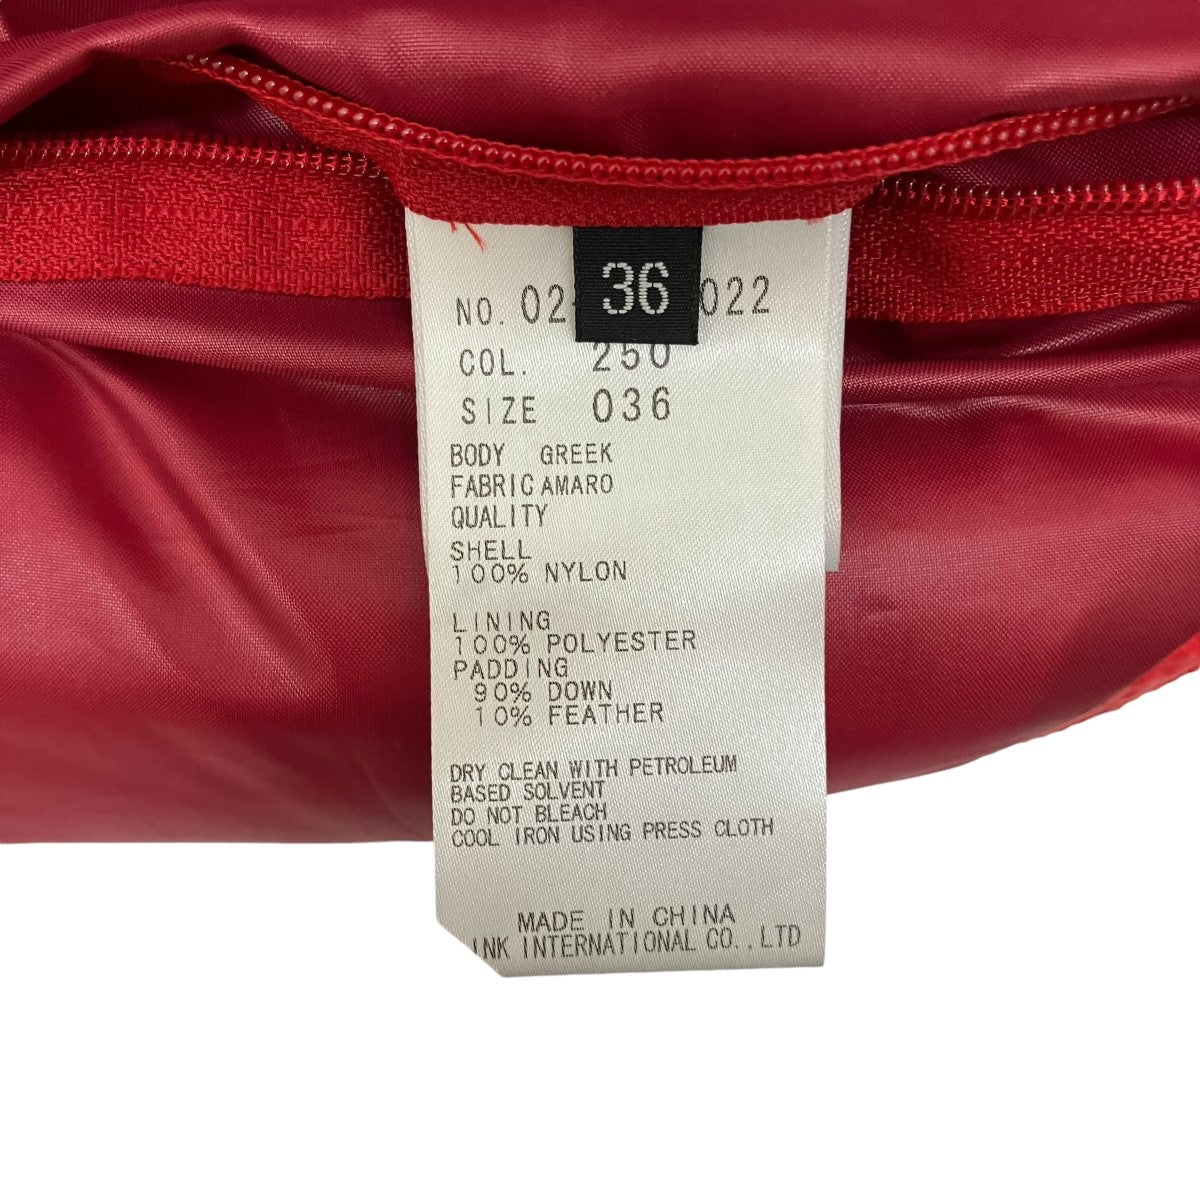 36
NO. 02 022
COL. 250
SIZE 036
BODY GREEK
FABRIC AMARO
QUALITY
SHELL
100% NYLON
LINING
100% POLYESTER
PADDING
90% DOWN
10% FEATHER
DRY CLEAN WITH PETROLEUM
BASED SOLVENT
DO NOT BLEACH
COOL IRON USING PRESS CLOTH
MADE IN CHINA
INK INTERNATIONAL CO.,LTD